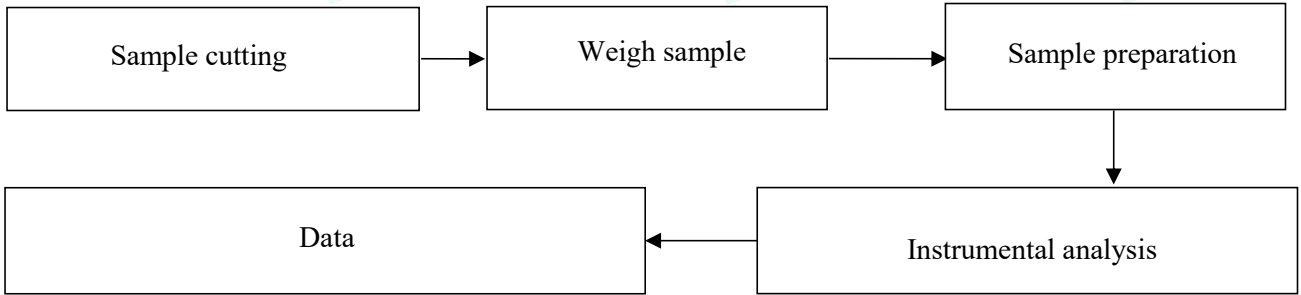 Sample cutting
Weigh sample
Sample preparation
Instrumental analysis
Data